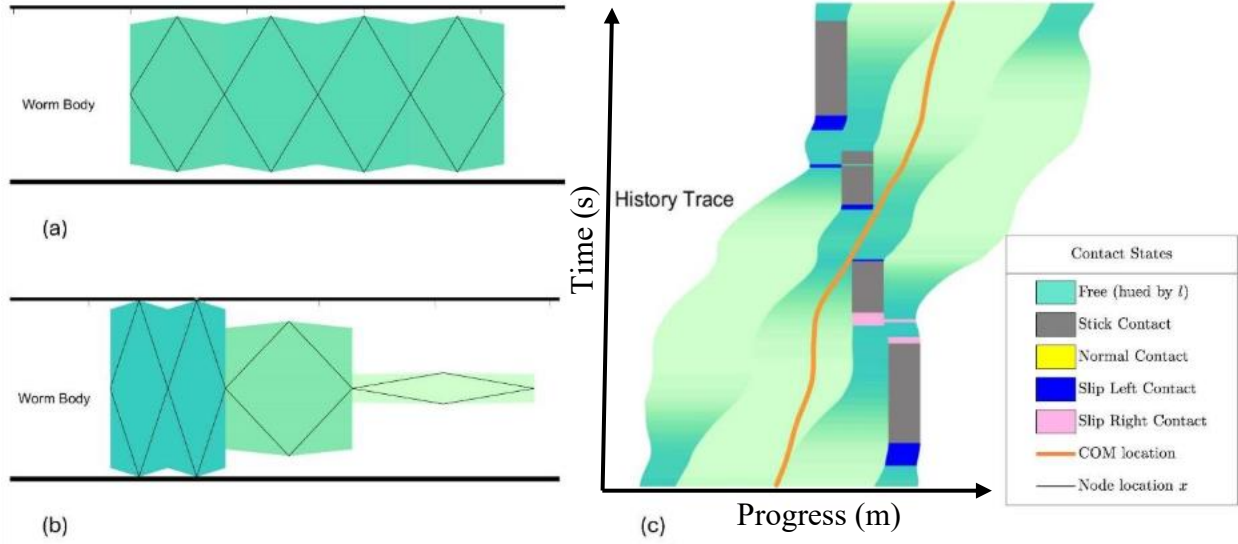 Worm Body
(a)
Worm Body
(b)
Time (s)
History Trace
Progress (m)
(c)
Contact States
Free (hued by l)
Stick Contact
Normal Contact
Slip Left Contact
Slip Right Contact
COM location
Node location x